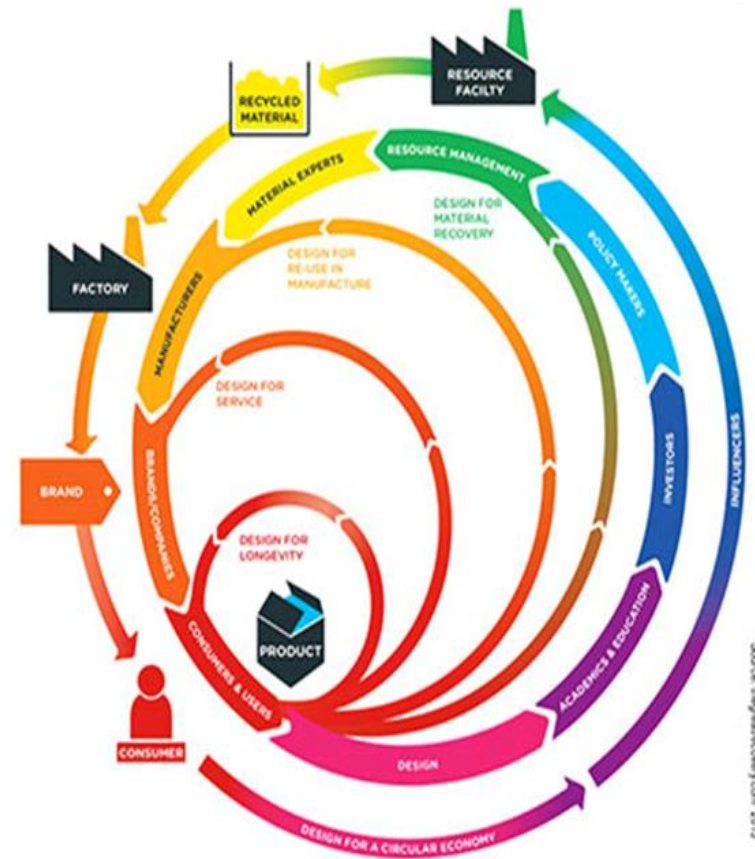 RESOURCE
FACILTY
RECYCLED
MATERIAL
MATERIAL EXPERTS
RESOURCE MANAGEMENT
DESIGN FOR
MATERIAL
RECOVERY
DESIGN FOR
RE-USE IN
MANUFACTURE
POLICY MAKERS
FACTORY
MANUFACTURERS
DESIGN FOR
SERVICE
INFLUENCERS
INVESTORS
BRAND
BRANDS/COMPANIES
DESIGN FOR
LONGEVITY
PRODUCT
CONSUMERS & USERS
ACADEMICS & EDUCATION
CONSUMER
DESIGN
DESIGN FOR A CIRCULAR ECONOMY